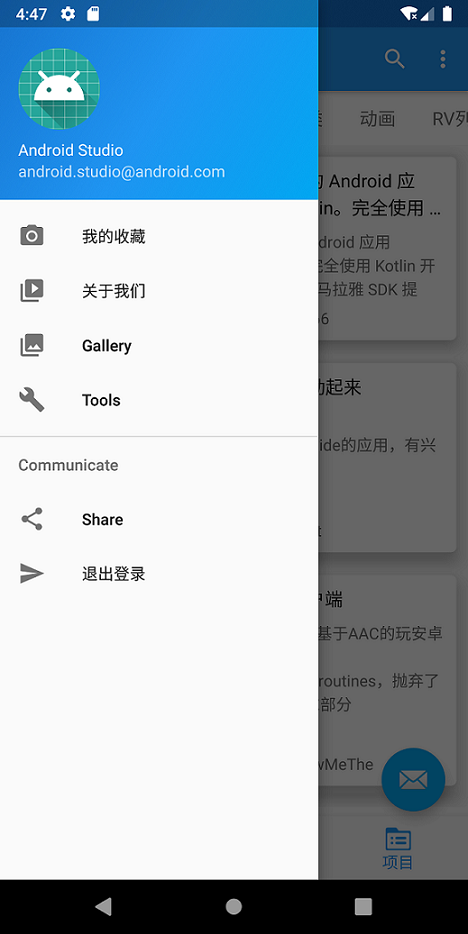 4:47
Android Studio
android.studio@android.com
我的收藏
关于我们
Gallery
Tools
Communicate
Share
退出登录
动画
RV列
Android 应
in。完全使用 ...
droid 应用
完全使用 Kotlin 开
马拉雅 SDK 提
6
动起来
ide的应用，有兴
t
户端
基于AAC的玩安卓
routines，抛弃了
部分
wMeThe
项目